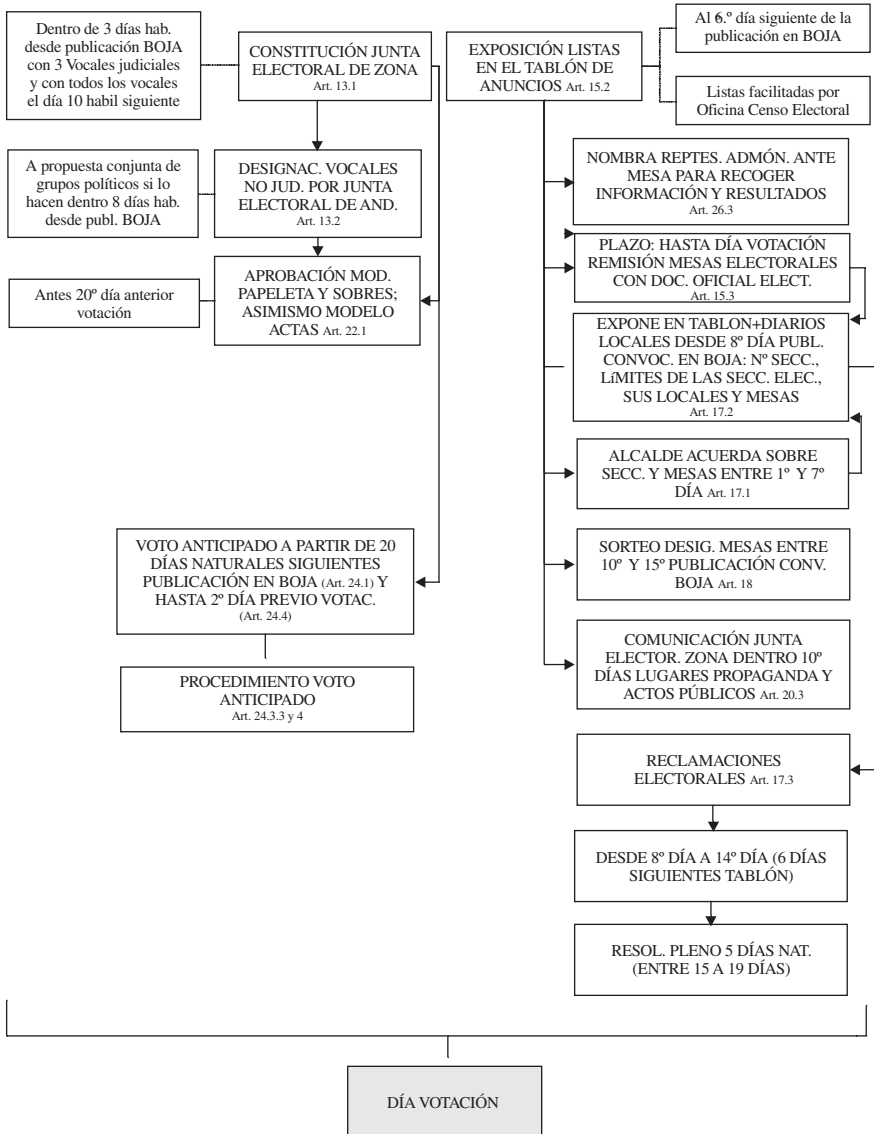 Dentro de 3 días hab.
desde publicación BOJA
con 3 Vocales judiciales
y con todos los vocales
el día 10 habil siguiente
CONSTITUCIÓN JUNTA
ELECTORAL DE ZONA
Art. 13.1
A propuesta conjunta de
grupos políticos si lo
hacen dentro 8 días hab.
desde publ. BOJA
DESIGNAC. VOCALES
NO JUD. POR JUNTA
ELECTORAL DE AND.
Art. 13.2
Antes 20º día anterior
votación
APROBACIÓN MOD.
PAPELETA Y SOBRES;
ASIMISMO MODELO
ACTAS Art. 22.1
VOTO ANTICIPADO A PARTIR DE 20
DÍAS NATURALES SIGUIENTES
PUBLICACIÓN EN BOJA (Art. 24.1) Y
HASTA 2º DÍA PREVIO VOTAC.
(Art. 24.4)
PROCEDIMIENTO VOTO
ANTICIPADO
Art. 24.3.3 y 4
EXPOSICIÓN LISTAS
EN EL TABLÓN DE
ANUNCIOS Art. 15.2
Al 6.º día siguiente de la
publicación en BOJA
Listas facilitadas por
Oficina Censo Electoral
NOMBRA REPTES. ADMÓN. ANTE
MESA PARA RECOGER
INFORMACIÓN Y RESULTADOS
Art. 26.3
PLAZO: HASTA DÍA VOTACIÓN
REMISIÓN MESAS ELECTORALES
CON DOC. OFICIAL ELECT.
Art. 15.3
EXPONE EN TABLON+DIARIOS
LOCALES DESDE 8º DÍA PUBL.
CONVOC. EN BOJA: Nº SECC.,
LíMITES DE LAS SECC. ELEC.,
SUS LOCALES Y MESAS
Art. 17.2
ALCALDE ACUERDA SOBRE
SECC. Y MESAS ENTRE 1º Y 7º
DÍA Art. 17.1
SORTEO DESIG. MESAS ENTRE
10º Y 15º PUBLICACIÓN CONV.
BOJA Art. 18
COMUNICACIÓN JUNTA
ELECTOR. ZONA DENTRO 10º
DÍAS LUGARES PROPAGANDA Y
ACTOS PÚBLICOS Art. 20.3
RECLAMACIONES
ELECTORALES Art. 17.3
DESDE 8º DÍA A 14º DÍA (6 DÍAS
SIGUIENTES TABLÓN)
RESOL. PLENO 5 DÍAS NAT.
(ENTRE 15 A 19 DÍAS)
DÍA VOTACIÓN